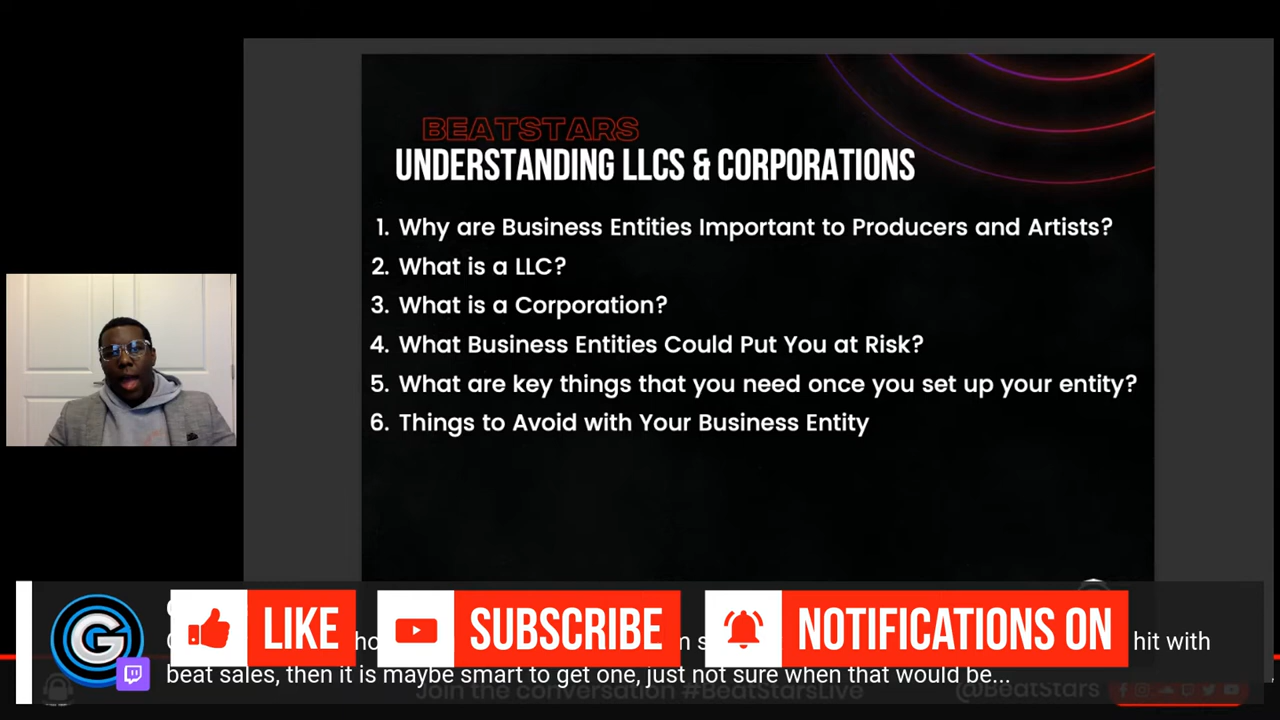 BEATSTARS
UNDERSTANDING LLCS & CORPORATIONS
1. Why are Business Entities Important to Producers and Artists?
2. What is a LLC?
3. What is a Corporation?
4. What Business Entities Could Put You at Risk?
5. What are key things that you need once you set up your entity?
6. Things to Avoid with Your Business Entity
LIKE
SUBSCRIBE
NOTIFICATIONS ON
hit with
beat sales, then it is maybe smart to get one, just not sure when that would be...
Join the conversation #BeatStarsLive
@BeatStars